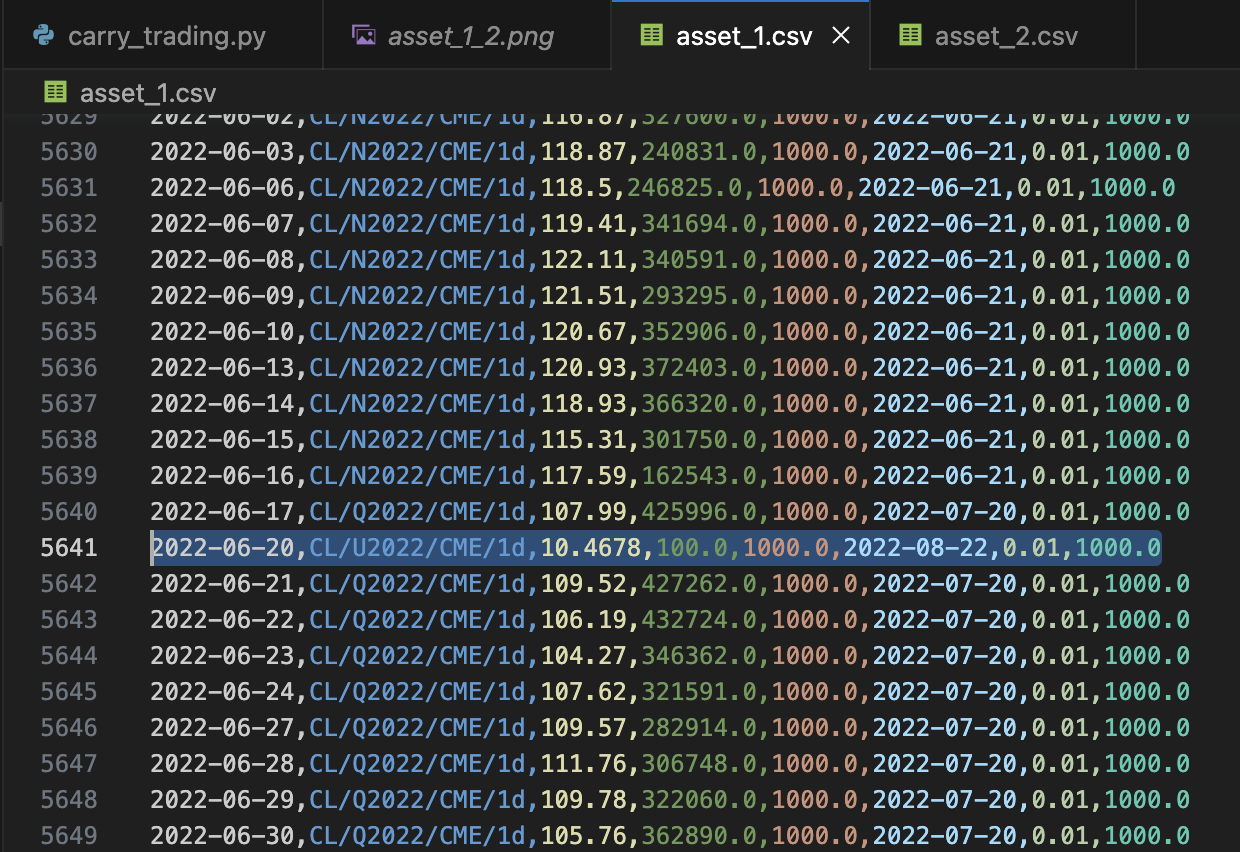 carry_trading.py asset_1_2.png asset_1.csv asset_2.csv
asset_1.csv
5629 2022-06-02,CL/N2022/CME/1d,116.87,327600.0,1000.0,2022-06-21,0.01,1000.0
5630 2022-06-03,CL/N2022/CME/1d,118.87,240831.0,1000.0,2022-06-21,0.01,1000.0
5631 2022-06-06,CL/N2022/CME/1d,118.5,246825.0,1000.0,2022-06-21,0.01,1000.0
5632 2022-06-07,CL/N2022/CME/1d,119.41,341694.0,1000.0,2022-06-21,0.01,1000.0
5633 2022-06-08,CL/N2022/CME/1d,122.11,340591.0,1000.0,2022-06-21,0.01,1000.0
5634 2022-06-09,CL/N2022/CME/1d,121.51,293295.0,1000.0,2022-06-21,0.01,1000.0
5635 2022-06-10,CL/N2022/CME/1d,120.67,352906.0,1000.0,2022-06-21,0.01,1000.0
5636 2022-06-13,CL/N2022/CME/1d,120.93,372403.0,1000.0,2022-06-21,0.01,1000.0
5637 2022-06-14,CL/N2022/CME/1d,118.93,366320.0,1000.0,2022-06-21,0.01,1000.0
5638 2022-06-15,CL/N2022/CME/1d,115.31,301750.0,1000.0,2022-06-21,0.01,1000.0
5639 2022-06-16,CL/N2022/CME/1d,117.59,162543.0,1000.0,2022-06-21,0.01,1000.0
5640 2022-06-17,CL/Q2022/CME/1d,107.99,425996.0,1000.0,2022-07-20,0.01,1000.0
5641 2022-06-20,CL/U2022/CME/1d,10.4678,100.0,1000.0,2022-08-22,0.01,1000.0
5642 2022-06-21,CL/Q2022/CME/1d,109.52,427262.0,1000.0,2022-07-20,0.01,1000.0
5643 2022-06-22,CL/Q2022/CME/1d,106.19,432724.0,1000.0,2022-07-20,0.01,1000.0
5644 2022-06-23,CL/Q2022/CME/1d,104.27,346362.0,1000.0,2022-07-20,0.01,1000.0
5645 2022-06-24,CL/Q2022/CME/1d,107.62,321591.0,1000.0,2022-07-20,0.01,1000.0
5646 2022-06-27,CL/Q2022/CME/1d,109.57,282914.0,1000.0,2022-07-20,0.01,1000.0
5647 2022-06-28,CL/Q2022/CME/1d,111.76,306748.0,1000.0,2022-07-20,0.01,1000.0
5648 2022-06-29,CL/Q2022/CME/1d,109.78,322060.0,1000.0,2022-07-20,0.01,1000.0
5649 2022-06-30,CL/Q2022/CME/1d,105.76,362890.0,1000.0,2022-07-20,0.01,1000.0